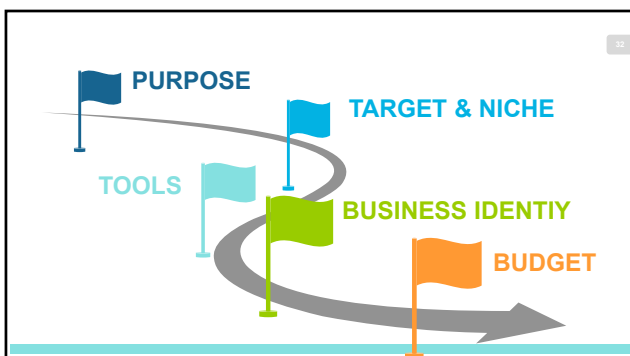 32
PURPOSE
TARGET & NICHE
TOOLS
BUSINESS IDENTIY
BUDGET